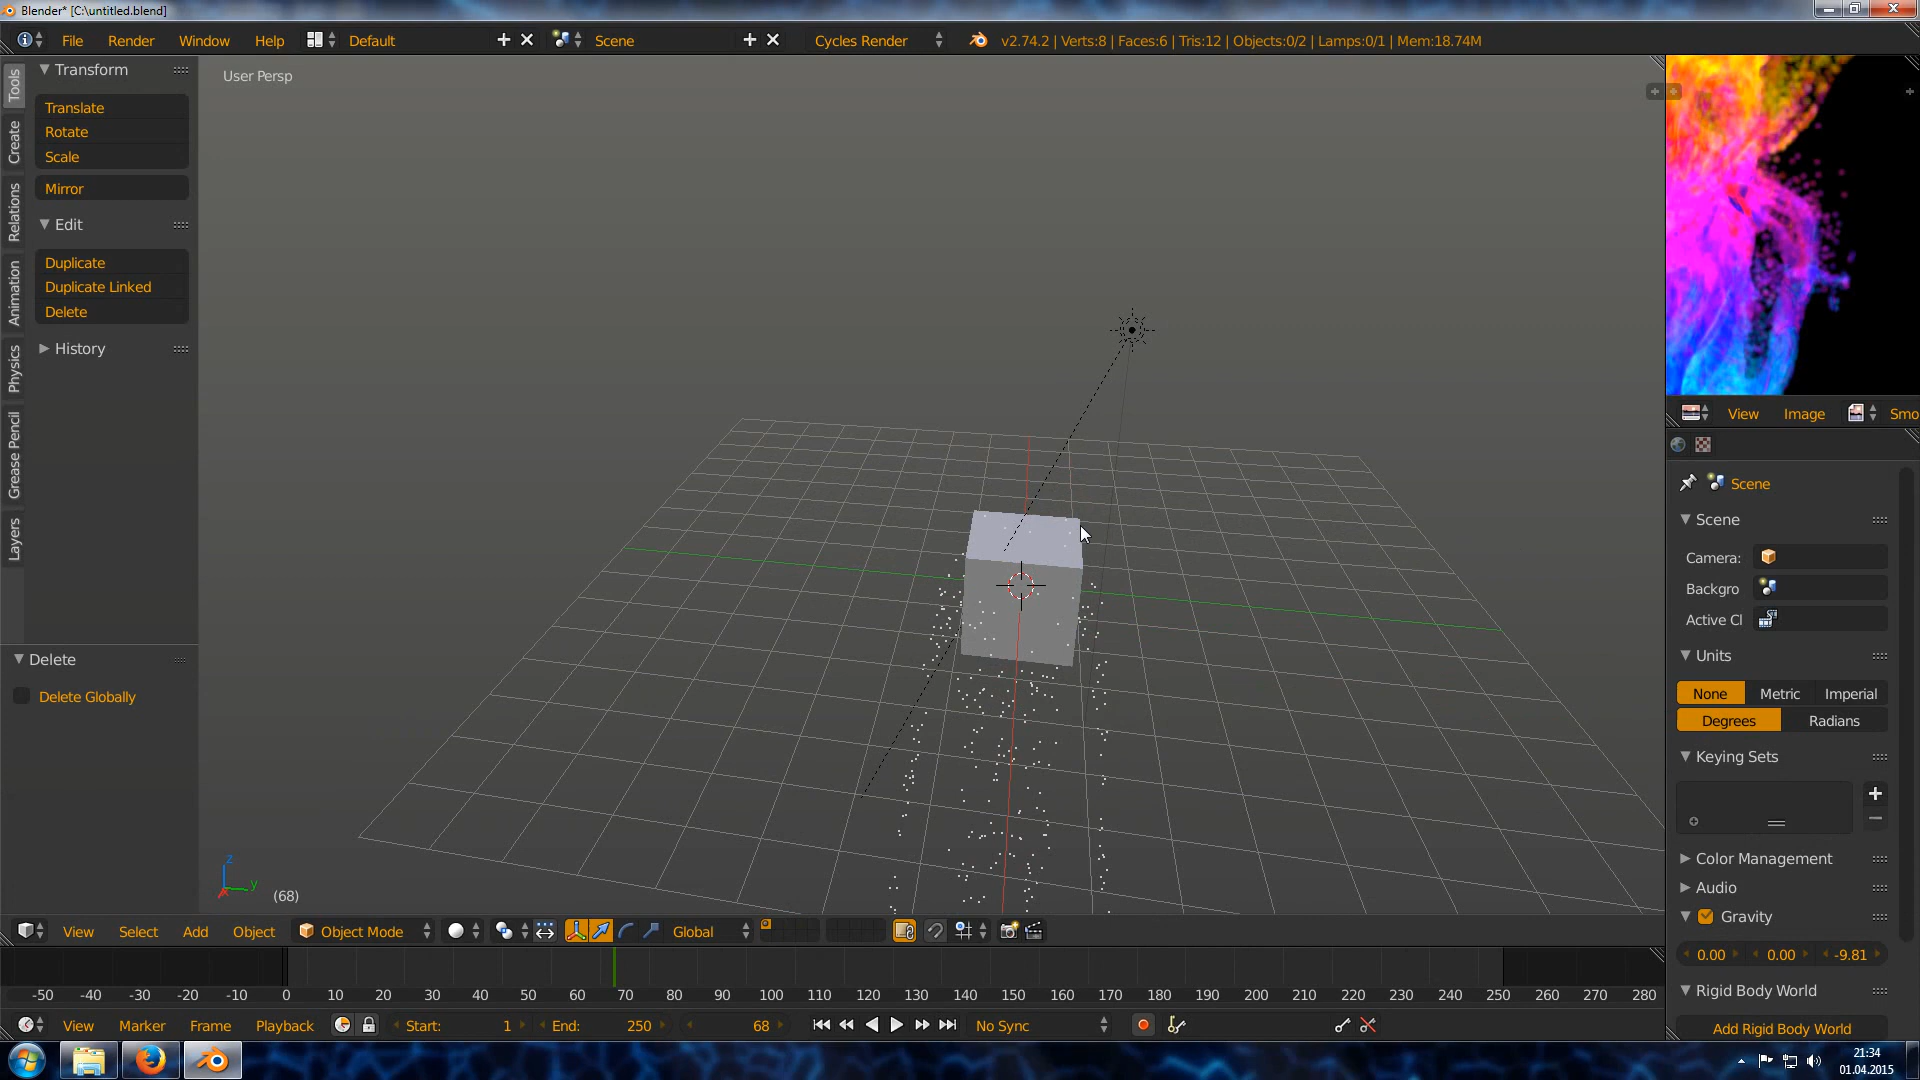 Blender* [C:\untitled.blend]
File Render Window Help Default Scene Cycles Render v2.74.2 | Verts:8 | Faces:6 | Tris:12 | Objects:0/2 | Lamps:0/1 | Mem:18.74M
Tools
Create
Relations
Animation
Physics
Grease Pencil
Layers
Transform
Translate
Rotate
Scale
Mirror
Edit
Duplicate
Duplicate Linked
Delete
History
Delete
Delete Globally
User Persp
z
y
(68)
View Image Smo
Scene
Scene
Camera:
Backgro
Active Cl
Units
None Metric Imperial
Degrees Radians
Keying Sets
Color Management
Audio
Gravity
0.00 0.00 -9.81
Rigid Body World
Add Rigid Body World
View Select Add Object Object Mode Global
-50 -40 -30 -20 -10 0 10 20 30 40 50 60 70 80 90 100 110 120 130 140 150 160 170 180 190 200 210 220 230 240 250 260 270 280
View Marker Frame Playback Start: 1 End: 250 68 No Sync
21:34
01.04.2015